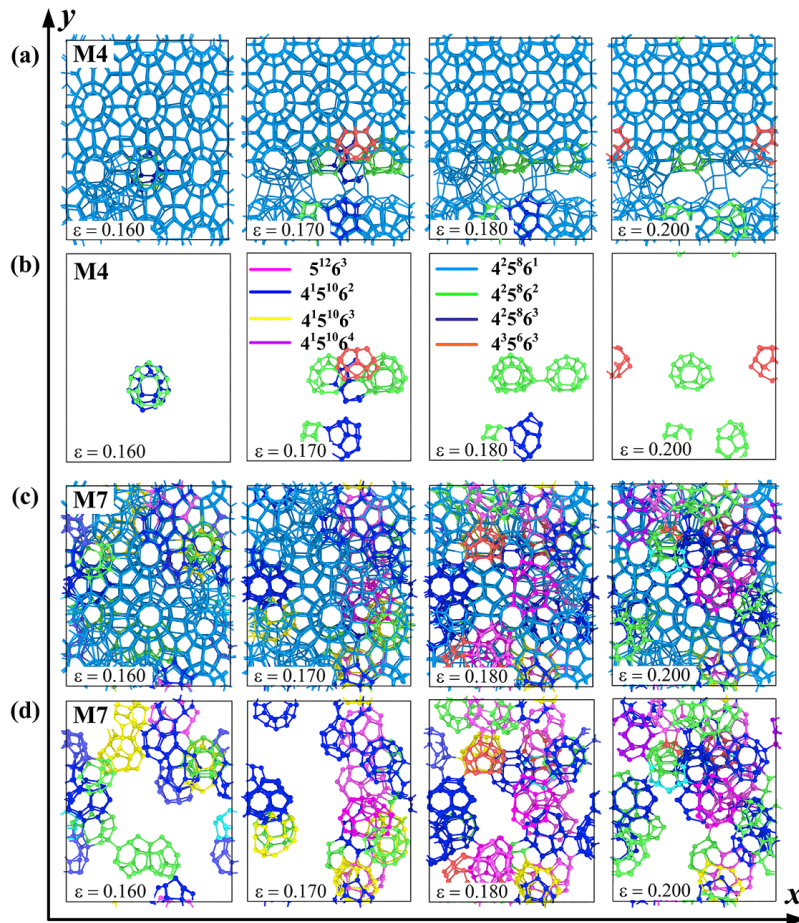 y
(a)
M4
ε = 0.160
ε = 0.170
ε = 0.180
ε = 0.200
(b)
M4
5¹²6³
4¹5¹⁰6²
4¹5¹⁰6³
4¹5¹⁰6⁴
4²5⁸6¹
4²5⁸6²
4²5⁸6³
4³5⁶6³
ε = 0.160
ε = 0.170
ε = 0.180
ε = 0.200
(c)
M7
ε = 0.160
ε = 0.170
ε = 0.180
ε = 0.200
(d)
M7
ε = 0.160
ε = 0.170
ε = 0.180
ε = 0.200
x